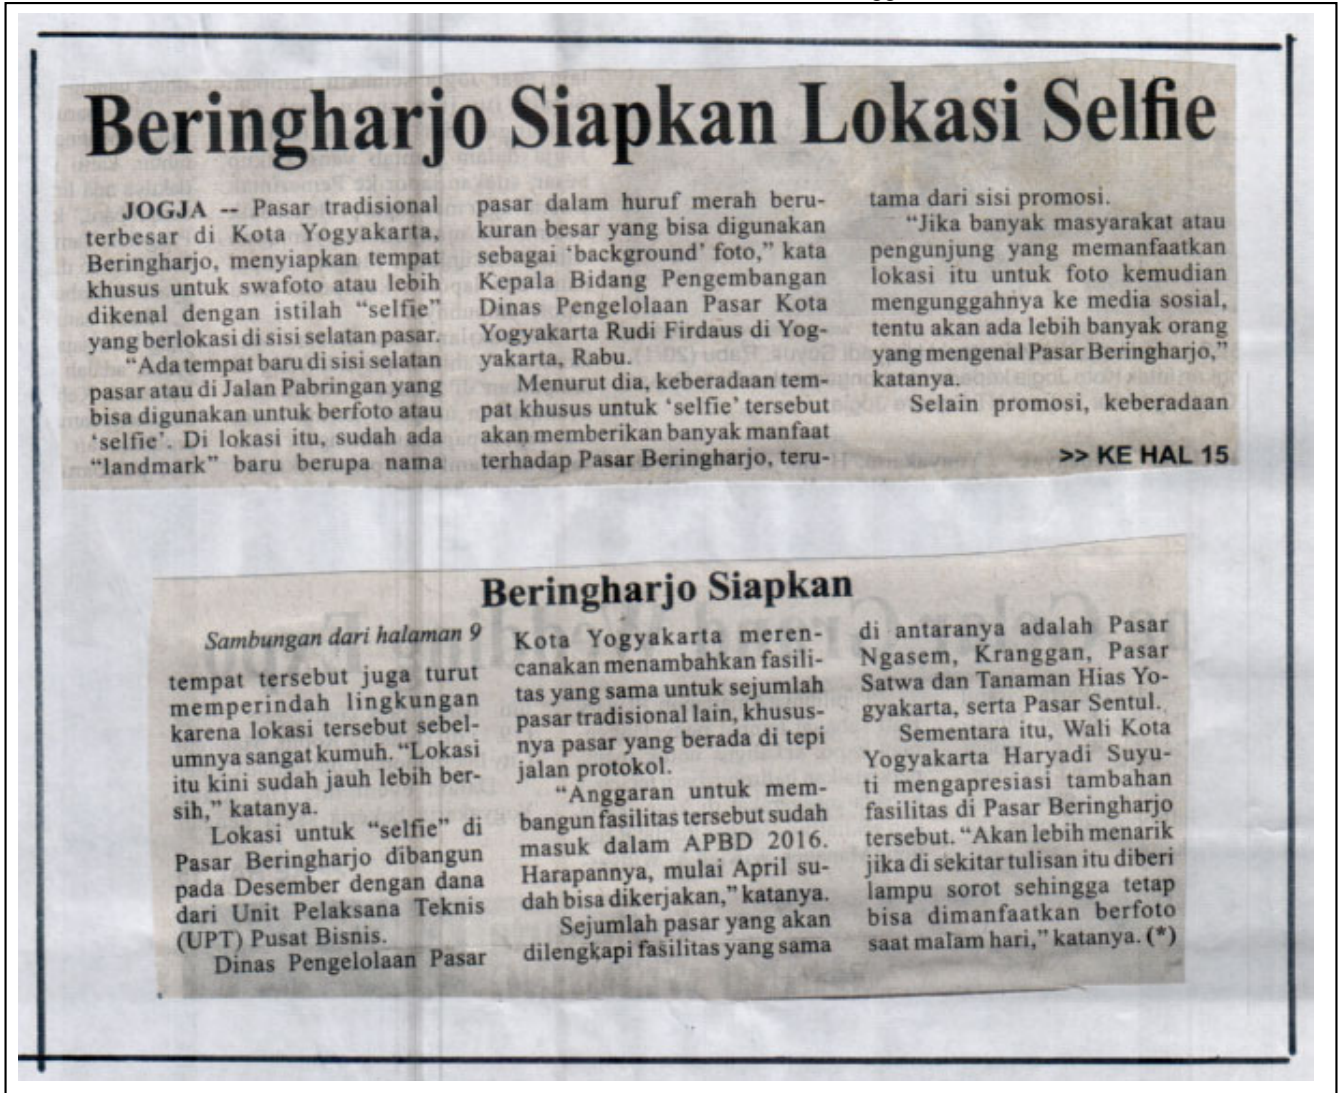 Beringharjo Siapkan Lokasi Selfie
JOGJA -- Pasar tradisional
terbesar di Kota Yogyakarta,
Beringharjo, menyiapkan tempat
khusus untuk swafoto atau lebih
dikenal dengan istilah “selfie”
yang berlokasi di sisi selatan pasar.
“Ada tempat baru di sisi selatan
pasar atau di Jalan Pabringan yang
bisa digunakan untuk berfoto atau
‘selfie’. Di lokasi itu, sudah ada
“landmark” baru berupa nama
pasar dalam huruf merah beru-
kuran besar yang bisa digunakan
sebagai ‘background’ foto,” kata
Kepala Bidang Pengembangan
Dinas Pengelolaan Pasar Kota
Yogyakarta Rudi Firdaus di Yog-
yakarta, Rabu.
Menurut dia, keberadaan tem-
pat khusus untuk ‘selfie’ tersebut
akan memberikan banyak manfaat
terhadap Pasar Beringharjo, teru-
tama dari sisi promosi.
“Jika banyak masyarakat atau
pengunjung yang memanfaatkan
lokasi itu untuk foto kemudian
mengunggahnya ke media sosial,
tentu akan ada lebih banyak orang
yang mengenal Pasar Beringharjo,”
katanya.
Selain promosi, keberadaan
>> KE HAL 15
Beringharjo Siapkan
Sambungan dari halaman 9
tempat tersebut juga turut
memperindah lingkungan
karena lokasi tersebut sebel-
umnya sangat kumuh. “Lokasi
itu kini sudah jauh lebih ber-
sih,” katanya.
Lokasi untuk “selfie” di
Pasar Beringharjo dibangun
pada Desember dengan dana
dari Unit Pelaksana Teknis
(UPT) Pusat Bisnis.
Dinas Pengelolaan Pasar
Kota Yogyakarta meren-
canakan menambahkan fasili-
tas yang sama untuk sejumlah
pasar tradisional lain, khusus-
nya pasar yang berada di tepi
jalan protokol.
“Anggaran untuk mem-
bangun fasilitas tersebut sudah
masuk dalam APBD 2016.
Harapannya, mulai April su-
dah bisa dikerjakan,” katanya.
Sejumlah pasar yang akan
dilengkapi fasilitas yang sama
di antaranya adalah Pasar
Ngasem, Kranggan, Pasar
Satwa dan Tanaman Hias Yo-
gyakarta, serta Pasar Sentul.
Sementara itu, Wali Kota
Yogyakarta Haryadi Suyu-
ti mengapresiasi tambahan
fasilitas di Pasar Beringharjo
tersebut. “Akan lebih menarik
jika di sekitar tulisan itu diberi
lampu sorot sehingga tetap
bisa dimanfaatkan berfoto
saat malam hari,” katanya. (*)